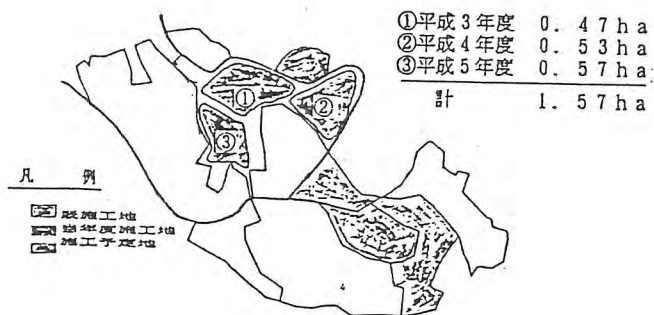 ①平成3年度 0.47ha
②平成4年度 0.53ha
③平成5年度 0.57ha
計 1.57ha
①
②
③
凡例
既施工地
当年度施工地
施工予定地
4